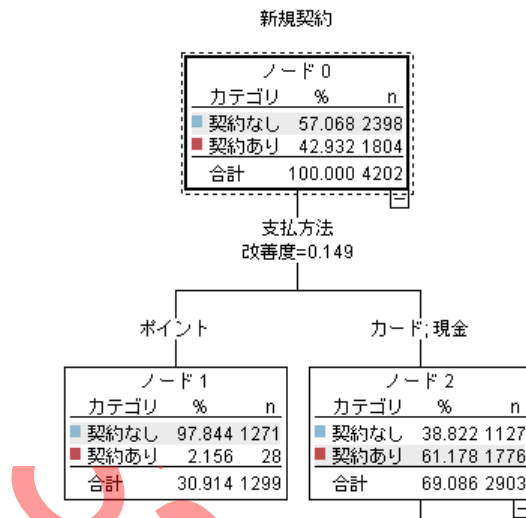 新規契約
ノード 0
カテゴリ % n
契約なし 57.068 2398
契約あり 42.932 1804
合計 100.000 4202
支払方法
改善度=0.149
ポイント カード; 現金
ノード 1
カテゴリ % n
契約なし 97.844 1271
契約あり 2.156 28
合計 30.914 1299
ノード 2
カテゴリ % n
契約なし 38.822 1127
契約あり 61.178 1776
合計 69.086 2903